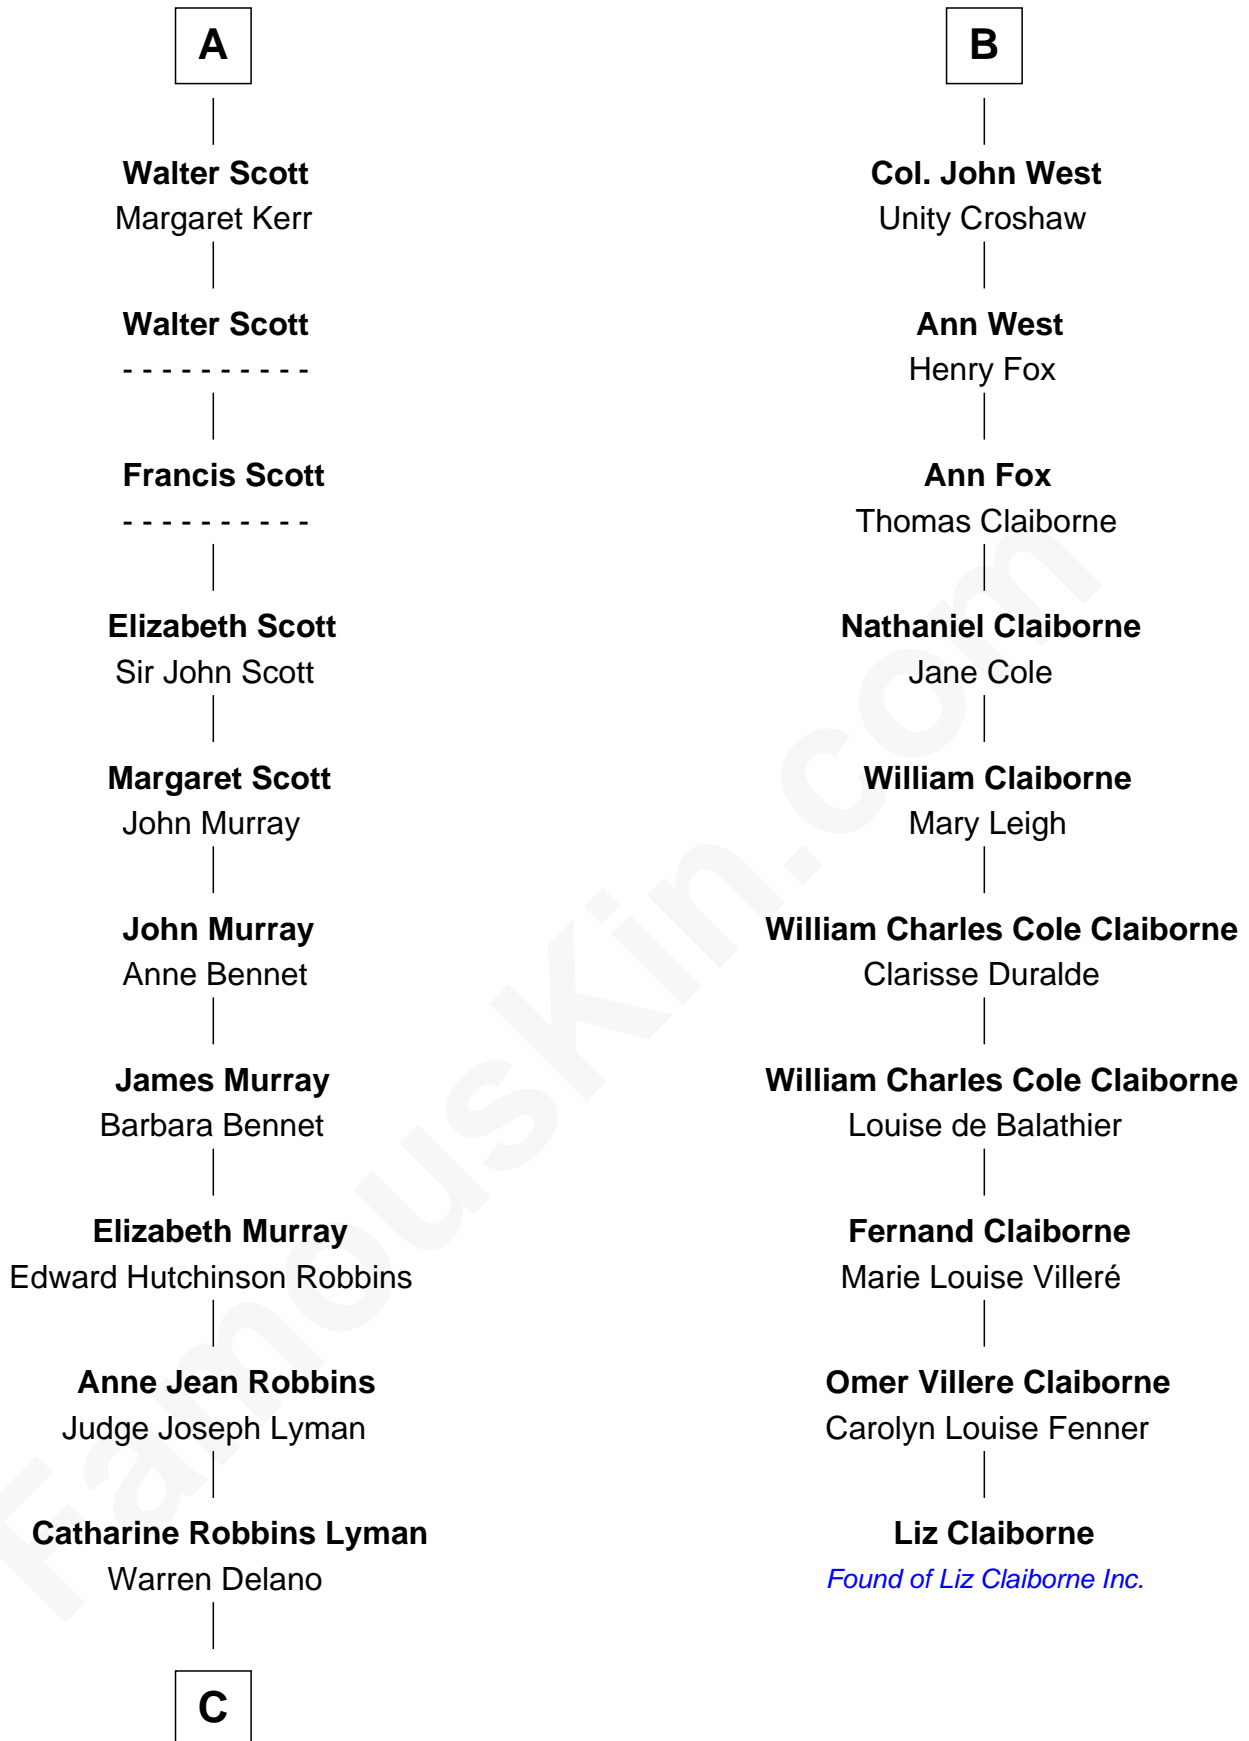 A
Walter Scott
Margaret Kerr
Walter Scott
- - - - - - - - - -
Francis Scott
- - - - - - - - - -
Elizabeth Scott
Sir John Scott
Margaret Scott
John Murray
John Murray
Anne Bennet
James Murray
Barbara Bennet
Elizabeth Murray
Edward Hutchinson Robbins
Anne Jean Robbins
Judge Joseph Lyman
Catharine Robbins Lyman
Warren Delano
C
B
Col. John West
Unity Croshaw
Ann West
Henry Fox
Ann Fox
Thomas Claiborne
Nathaniel Claiborne
Jane Cole
William Claiborne
Mary Leigh
William Charles Cole Claiborne
Clarisse Duralde
William Charles Cole Claiborne
Louise de Balathier
Fernand Claiborne
Marie Louise Villeré
Omer Villere Claiborne
Carolyn Louise Fenner
Liz Claiborne
Found of Liz Claiborne Inc.
FamousKin.com